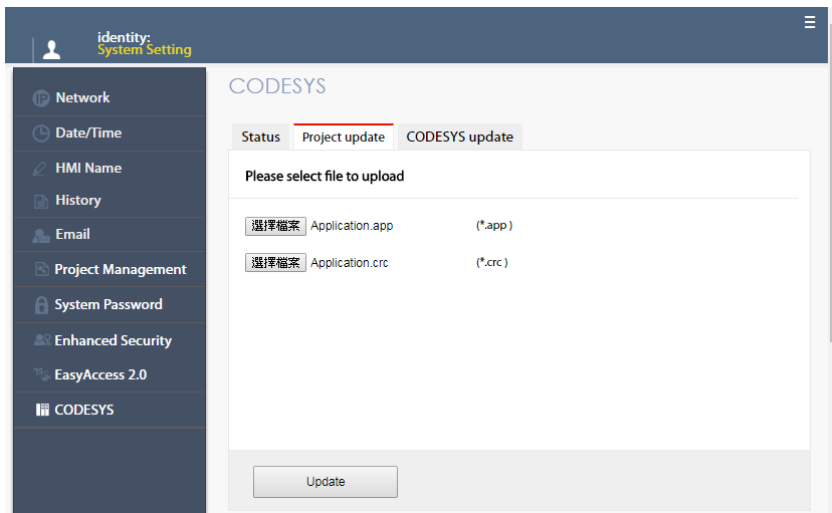 identity:
System Setting
Network
Date/Time
HMI Name
History
Email
Project Management
System Password
Enhanced Security
EasyAccess 2.0
CODESYS
CODESYS
Status Project update CODESYS update
Please select file to upload
選擇檔案 Application.app (*.app )
選擇檔案 Application.crc (*.crc )
Update